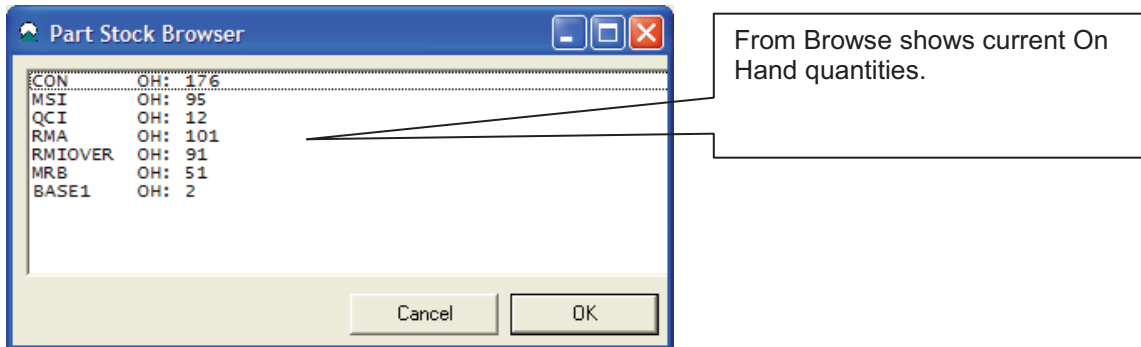 Part Stock Browser
CON OH: 176
MSI OH: 95
QCI OH: 12
RMA OH: 101
RMIOVER OH: 91
MRB OH: 51
BASE1 OH: 2
Cancel OK
From Browse shows current On
Hand quantities.